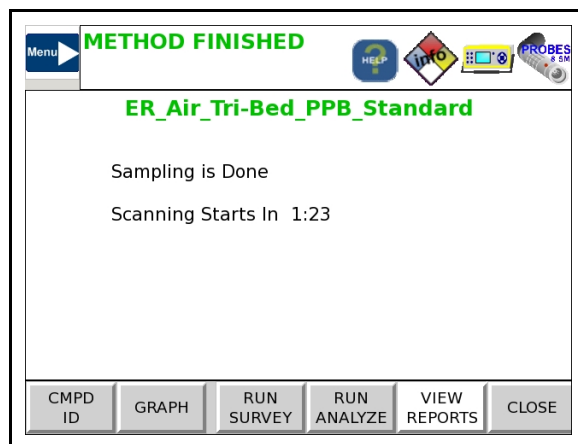 Menu
METHOD FINISHED
HELP
info
PROBES
& SM
ER_Air_Tri-Bed_PPB_Standard
Sampling is Done
Scanning Starts In 1:23
CMPD
ID
GRAPH
RUN
SURVEY
RUN
ANALYZE
VIEW
REPORTS
CLOSE